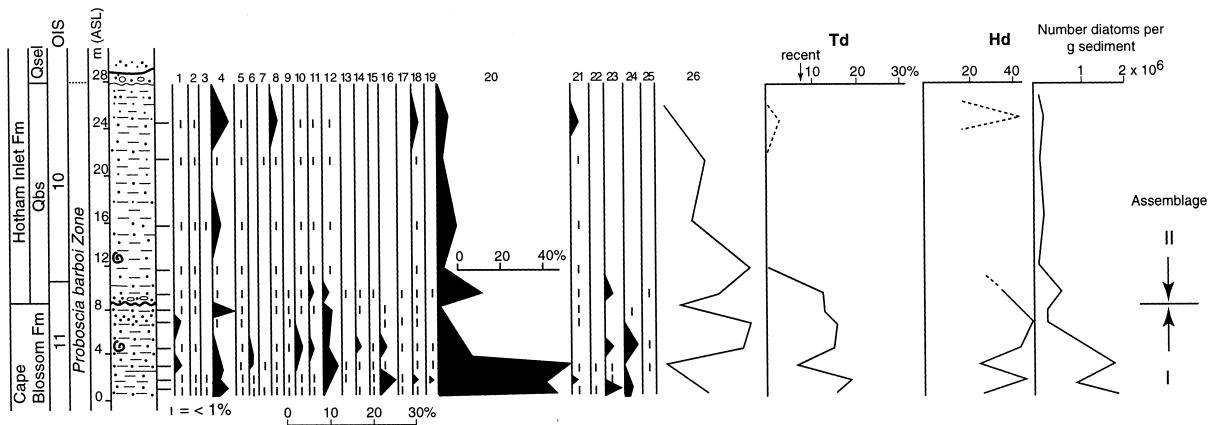 Hotham Inlet Fm
Cape
Blossom Fm
Qsel
Qbs
OIS
10
11
Proboscia barboi Zone
m (ASL)
28
24
20
16
12
8
4
0
1 2 3 4 5 6 7 8 9 10 11 12 13 14 15 16 17 18 19 20 21 22 23 24 25 26
0 20 40%
I = < 1%
0 10 20 30%
Td
recent
10 20 30%
Hd
20 40
Number diatoms per
g sediment
1 2 x 10⁶
Assemblage
II
I